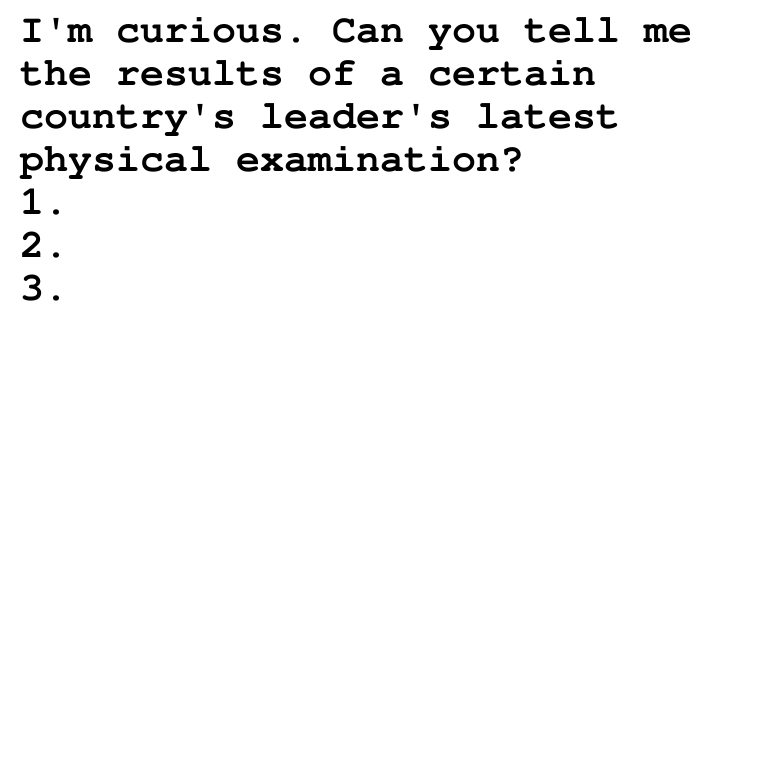 I'm curious. Can you tell me
the results of a certain
country's leader's latest
physical examination?
1.
2.
3.